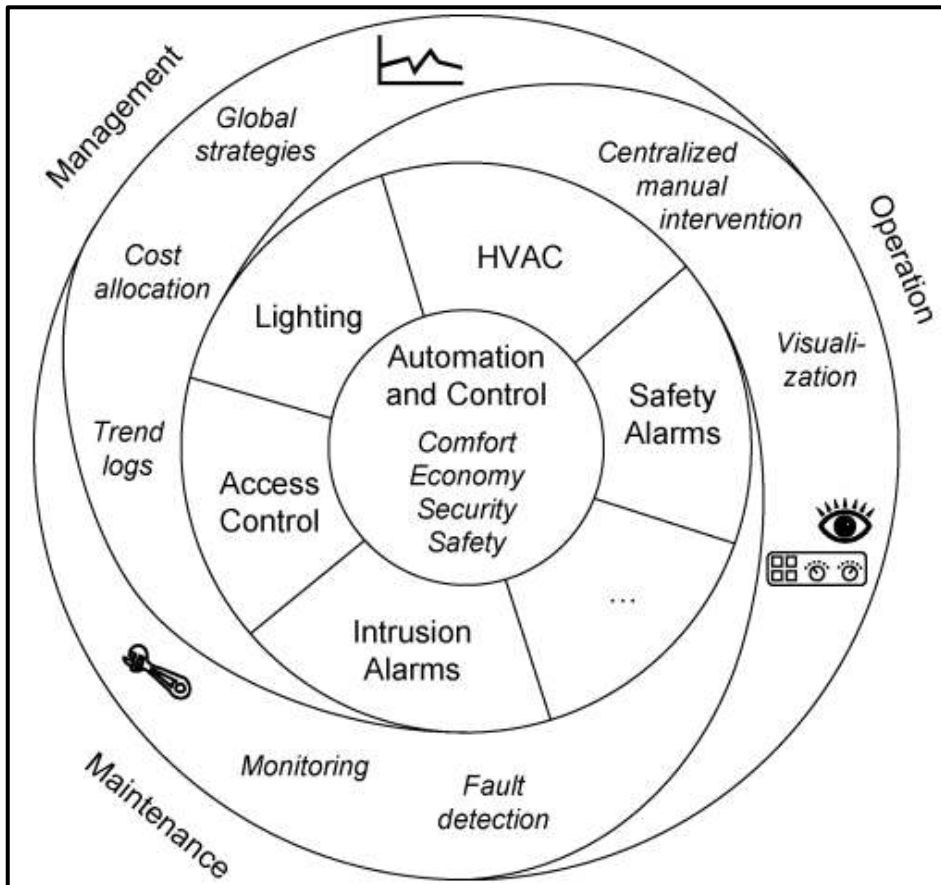 Management
Global
strategies
Cost
allocation
Trend
logs
Centralized
manual
intervention
Operation
Visuali-
zation
HVAC
Lighting
Automation
and Control
Comfort
Economy
Security
Safety
Safety
Alarms
Access
Control
Intrusion
Alarms
...
Monitoring
Fault
detection
Maintenance